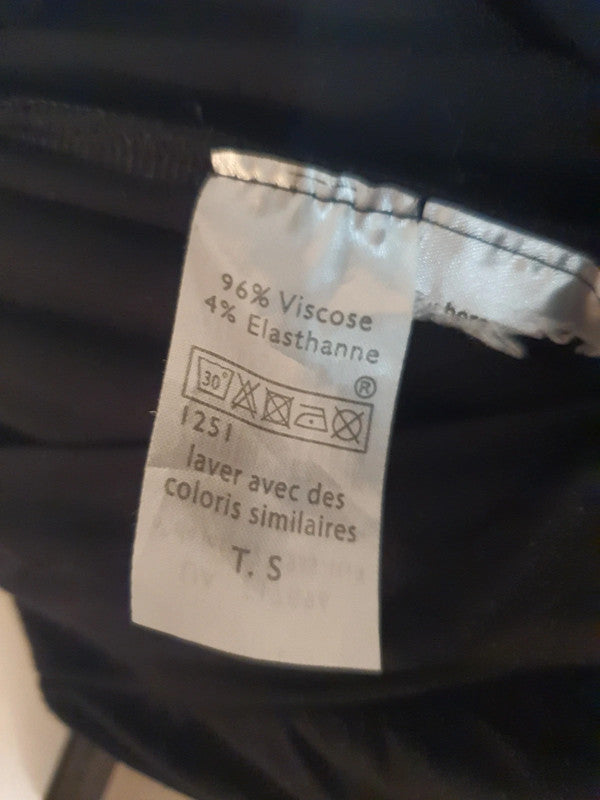 96% Viscose
4% Elasthanne
®
30°
1251
laver avec des
coloris similaires
T. S